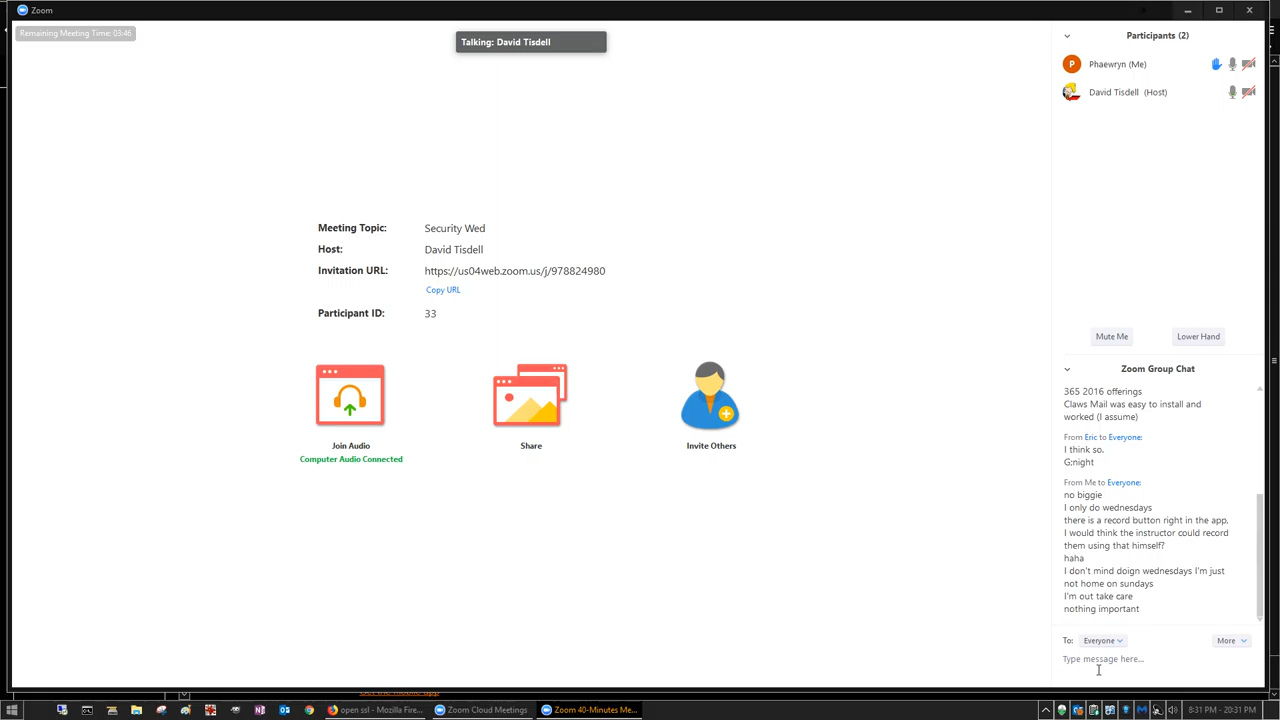 Zoom
Remaining Meeting Time: 03:46
Talking: David Tisdell
Meeting Topic: Security Wed
Host: David Tisdell
Invitation URL: https://us04web.zoom.us/j/978824980
Copy URL
Participant ID: 33
Join Audio
Computer Audio Connected
Share
Invite Others
Participants (2)
P Phaewryn (Me)
David Tisdell (Host)
Mute Me Lower Hand
Zoom Group Chat
365 2016 offerings
Claws Mail was easy to install and
worked (I assume)
From Eric to Everyone:
I think so.
G:night
From Me to Everyone:
no biggie
I only do wednesdays
there is a record button right in the app,
I would think the instructor could record
them using that himself?
haha
I don't mind doign wednesdays I'm just
not home on sundays
I'm out take care
nothing important
To: Everyone More
Type message here...
open ssl - Mozilla Fire... Zoom Cloud Meetings Zoom 40-Minutes Me... 8:31 PM - 20:31 PM